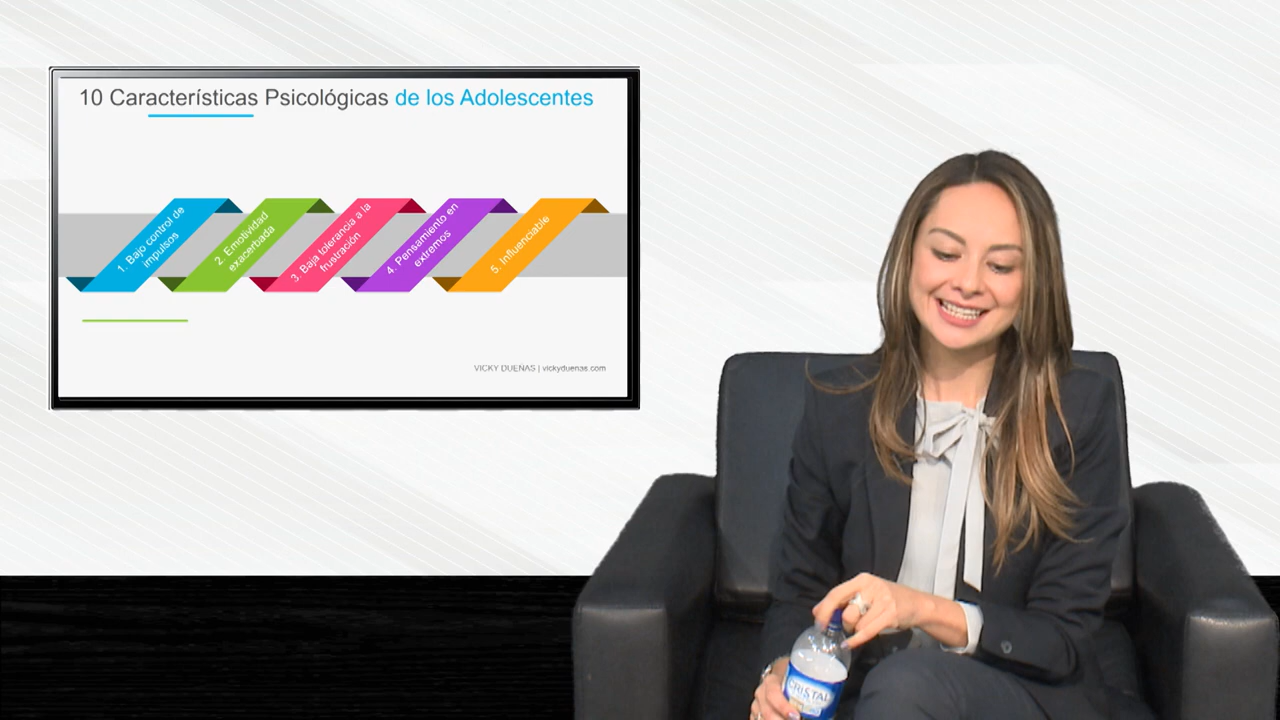 10 Características Psicológicas de los Adolescentes
1. Bajo control de
impulsos
2. Emotividad
exacerbada
3. Baja tolerancia a la
frustración
4. Pensamiento en
extremos
5. Influenciable
VICKY DUEÑAS | vickyduenas.com
CRISTAL